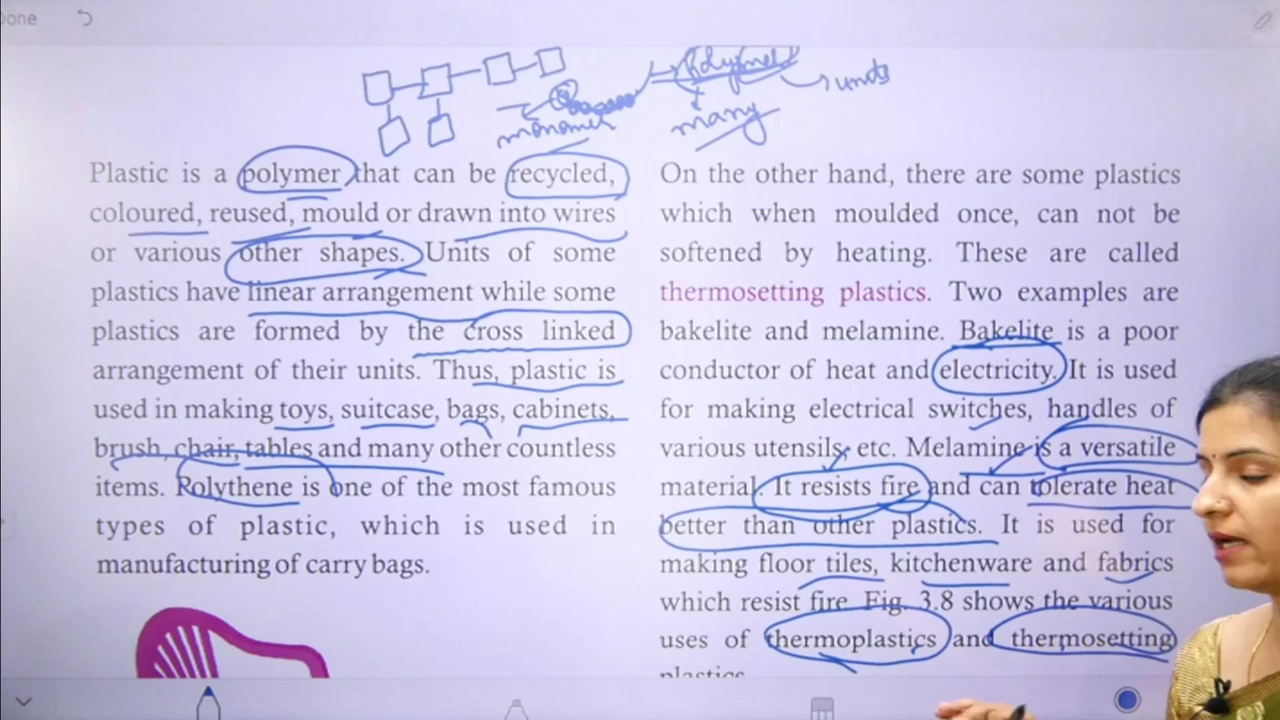 Done
Polymer
units
monomer
many
Plastic is a polymer that can be recycled,
coloured, reused, mould or drawn into wires
or various other shapes. Units of some
plastics have linear arrangement while some
plastics are formed by the cross linked
arrangement of their units. Thus, plastic is
used in making toys, suitcase, bags, cabinets,
brush, chair, tables and many other countless
items. Polythene is one of the most famous
types of plastic, which is used in
manufacturing of carry bags.
On the other hand, there are some plastics
which when moulded once, can not be
softened by heating. These are called
thermosetting plastics. Two examples are
bakelite and melamine. Bakelite is a poor
conductor of heat and electricity. It is used
for making electrical switches, handles of
various utensils, etc. Melamine is a versatile
material. It resists fire and can tolerate heat
better than other plastics. It is used for
making floor tiles, kitchenware and fabrics
which resist fire. Fig. 3.8 shows the various
uses of thermoplastics and thermosetting
plastics